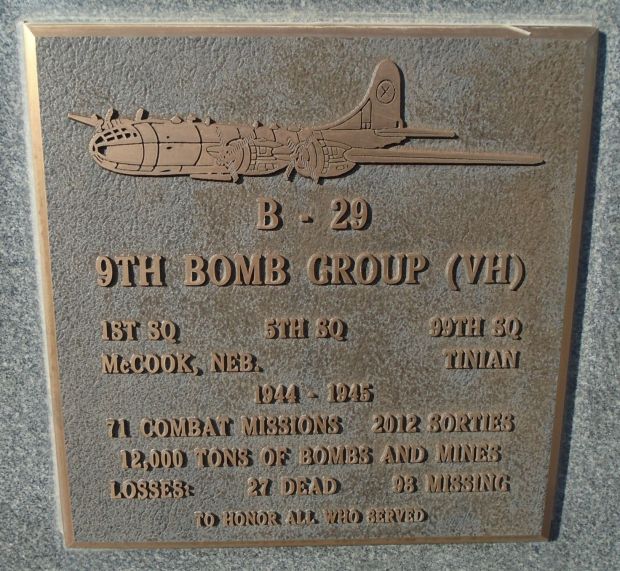 B - 29
9TH BOMB GROUP (VH)
1ST SQ 5TH SQ 99TH SQ
McCOOK, NEB. TINIAN
1944 - 1945
71 COMBAT MISSIONS 2012 SORTIES
12,000 TONS OF BOMBS AND MINES
LOSSES: 27 DEAD 98 MISSING
TO HONOR ALL WHO SERVED